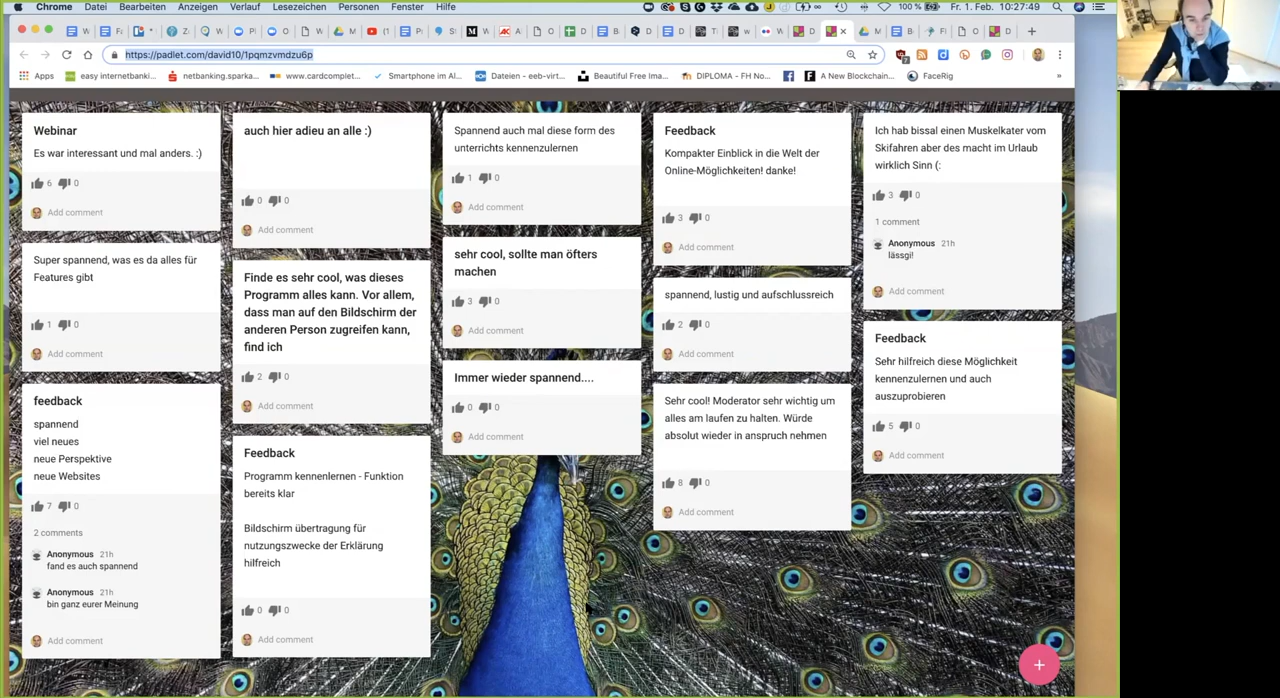 Chrome Datei Bearbeiten Anzeigen Verlauf Lesezeichen Personen Fenster Hilfe
100 % Fr. 1. Feb. 10:27:49
https://padlet.com/david10/1pqmzvmdzu6p
Apps easy internetbanki... netbanking.sparka... www.cardcomplet... Smartphone im Al... Dateien - eeb-virt... Beautiful Free Ima... DIPLOMA - FH No... A New Blockchain... FaceRig »
Webinar
Es war interessant und mal anders. :)
6 0
Add comment
Super spannend, was es da alles für
Features gibt
1 0
Add comment
feedback
spannend
viel neues
neue Perspektive
neue Websites
7 0
2 comments
Anonymous 21h
fand es auch spannend
Anonymous 21h
bin ganz eurer Meinung
Add comment
auch hier adieu an alle :)
0 0
Add comment
Finde es sehr cool, was dieses
Programm alles kann. Vor allem,
dass man auf den Bildschirm der
anderen Person zugreifen kann,
find ich
2 0
Add comment
Feedback
Programm kennenlernen - Funktion
bereits klar
Bildschirm übertragung für
nutzungszwecke der Erklärung
hilfreich
0 0
Add comment
Spannend auch mal diese form des
unterrichts kennenzulernen
1 0
Add comment
sehr cool, sollte man öfters
machen
3 0
Add comment
Immer wieder spannend....
0 0
Add comment
Feedback
Kompakter Einblick in die Welt der
Online-Möglichkeiten! danke!
3 0
Add comment
spannend, lustig und aufschlussreich
2 0
Add comment
Sehr cool! Moderator sehr wichtig um
alles am laufen zu halten. Würde
absolut wieder in anspruch nehmen
8 0
Add comment
Ich hab bissal einen Muskelkater vom
Skifahren aber des macht im Urlaub
wirklich Sinn (:
3 0
1 comment
Anonymous 21h
lässgi!
Add comment
Feedback
Sehr hilfreich diese Möglichkeit
kennenzulernen und auch
auszuprobieren
5 0
Add comment